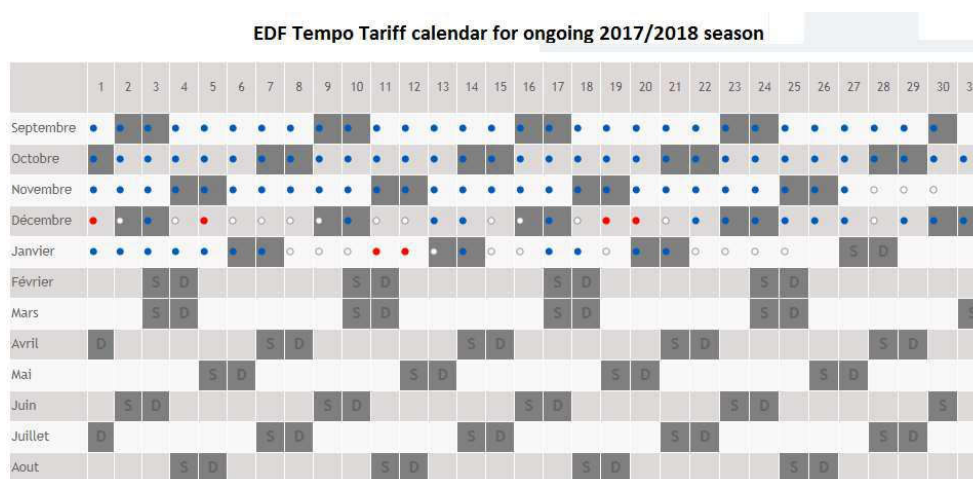 EDF Tempo Tariff calendar for ongoing 2017/2018 season
1 2 3 4 5 6 7 8 9 10 11 12 13 14 15 16 17 18 19 20 21 22 23 24 25 26 27 28 29 30
Septembre
Octobre
Novembre
Décembre
Janvier S D
Février S D S D S D S D
Mars S D S D S D S D S
Avril D S D S D S D S D
Mai S D S D S D S D
Juin S D S D S D S D S
Juillet D S D S D S D S D
Aout S D S D S D S D